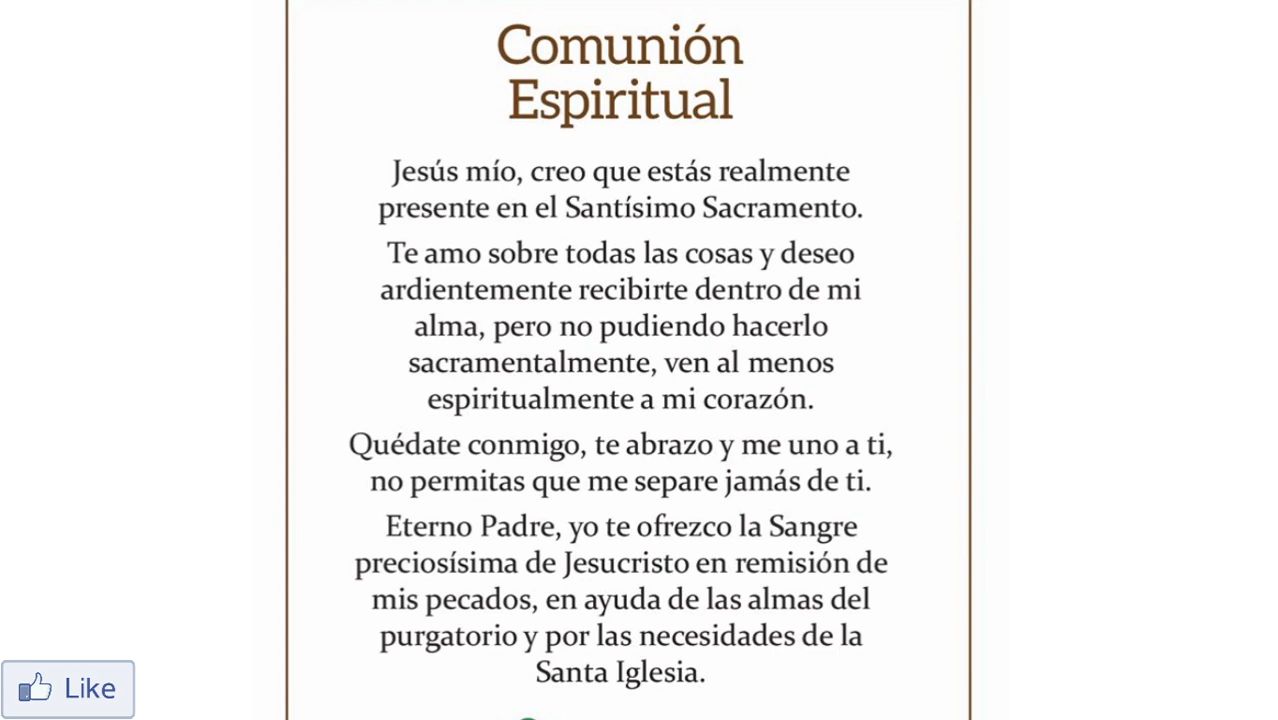 Comunión
Espiritual
Jesús mío, creo que estás realmente
presente en el Santísimo Sacramento.
Te amo sobre todas las cosas y deseo
ardientemente recibirte dentro de mi
alma, pero no pudiendo hacerlo
sacramentalmente, ven al menos
espiritualmente a mi corazón.
Quédate conmigo, te abrazo y me uno a ti,
no permitas que me separe jamás de ti.
Eterno Padre, yo te ofrezco la Sangre
preciosísima de Jesucristo en remisión de
mis pecados, en ayuda de las almas del
purgatorio y por las necesidades de la
Santa Iglesia.
Like